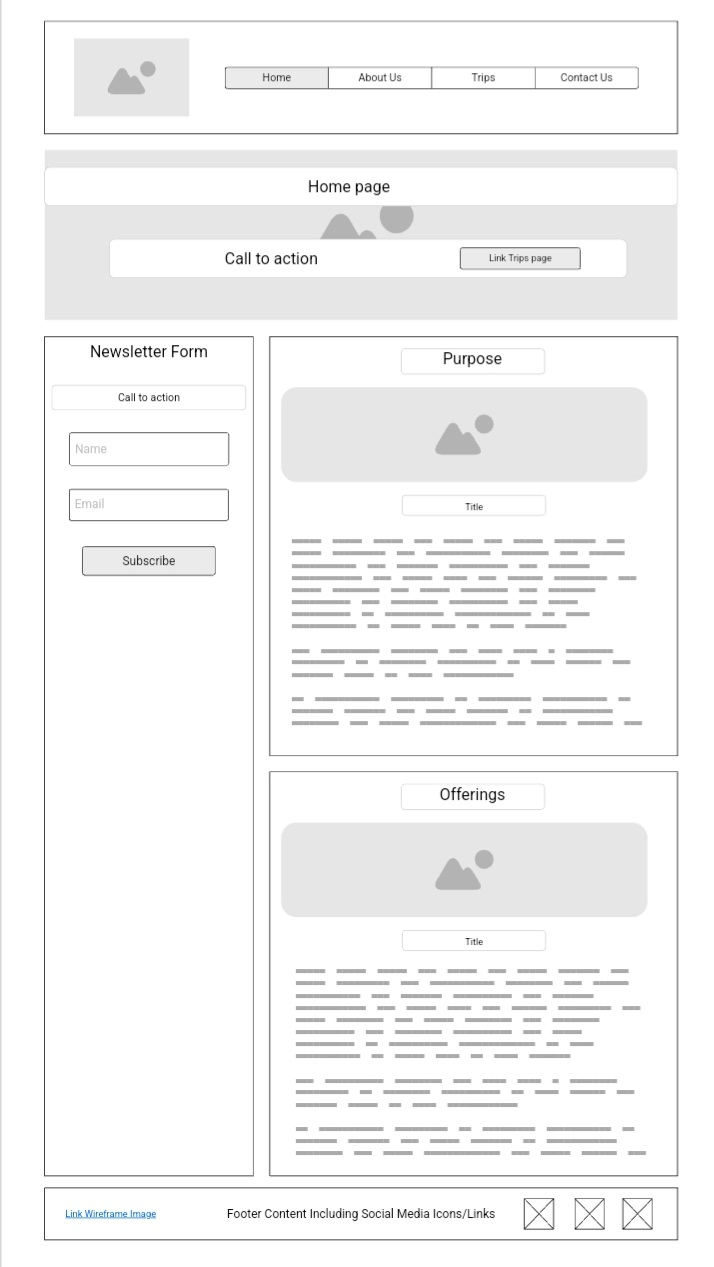 Home About Us Trips Contact Us
Home page
Call to action Link Trips page
Newsletter Form
Call to action
Name
Email
Subscribe
Purpose
Title
Offerings
Title
Link Wireframe Image Footer Content Including Social Media Icons/Links